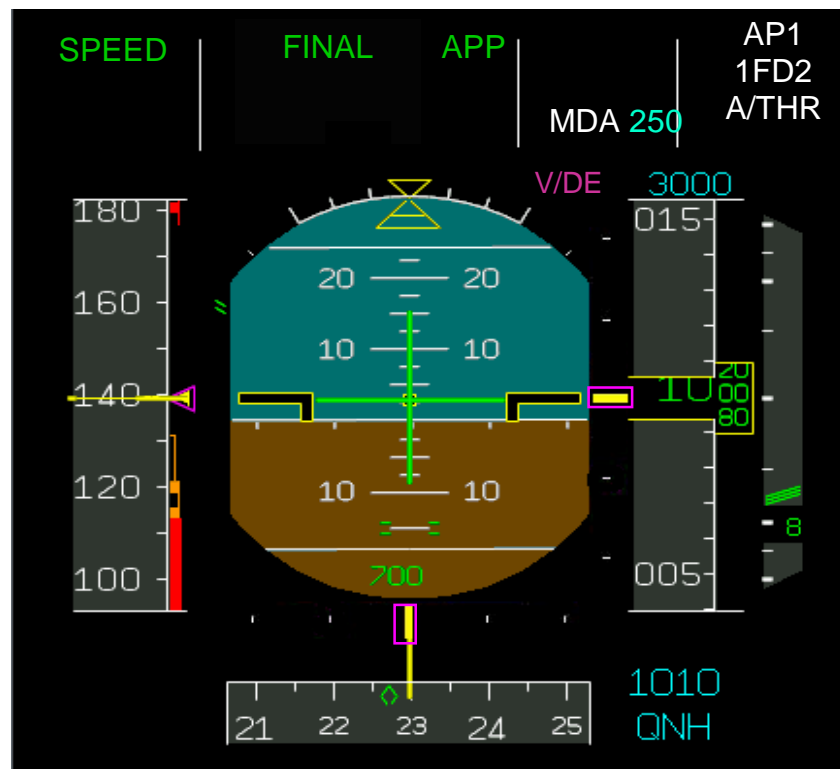 SPEED FINAL APP AP1
1FD2
A/THR
MDA 250
V/DE 3000
180 015
20 20
160
10 10
140 10 20
00
80
120 10 10
8
100 700 005
1010
21 22 23 24 25 QNH